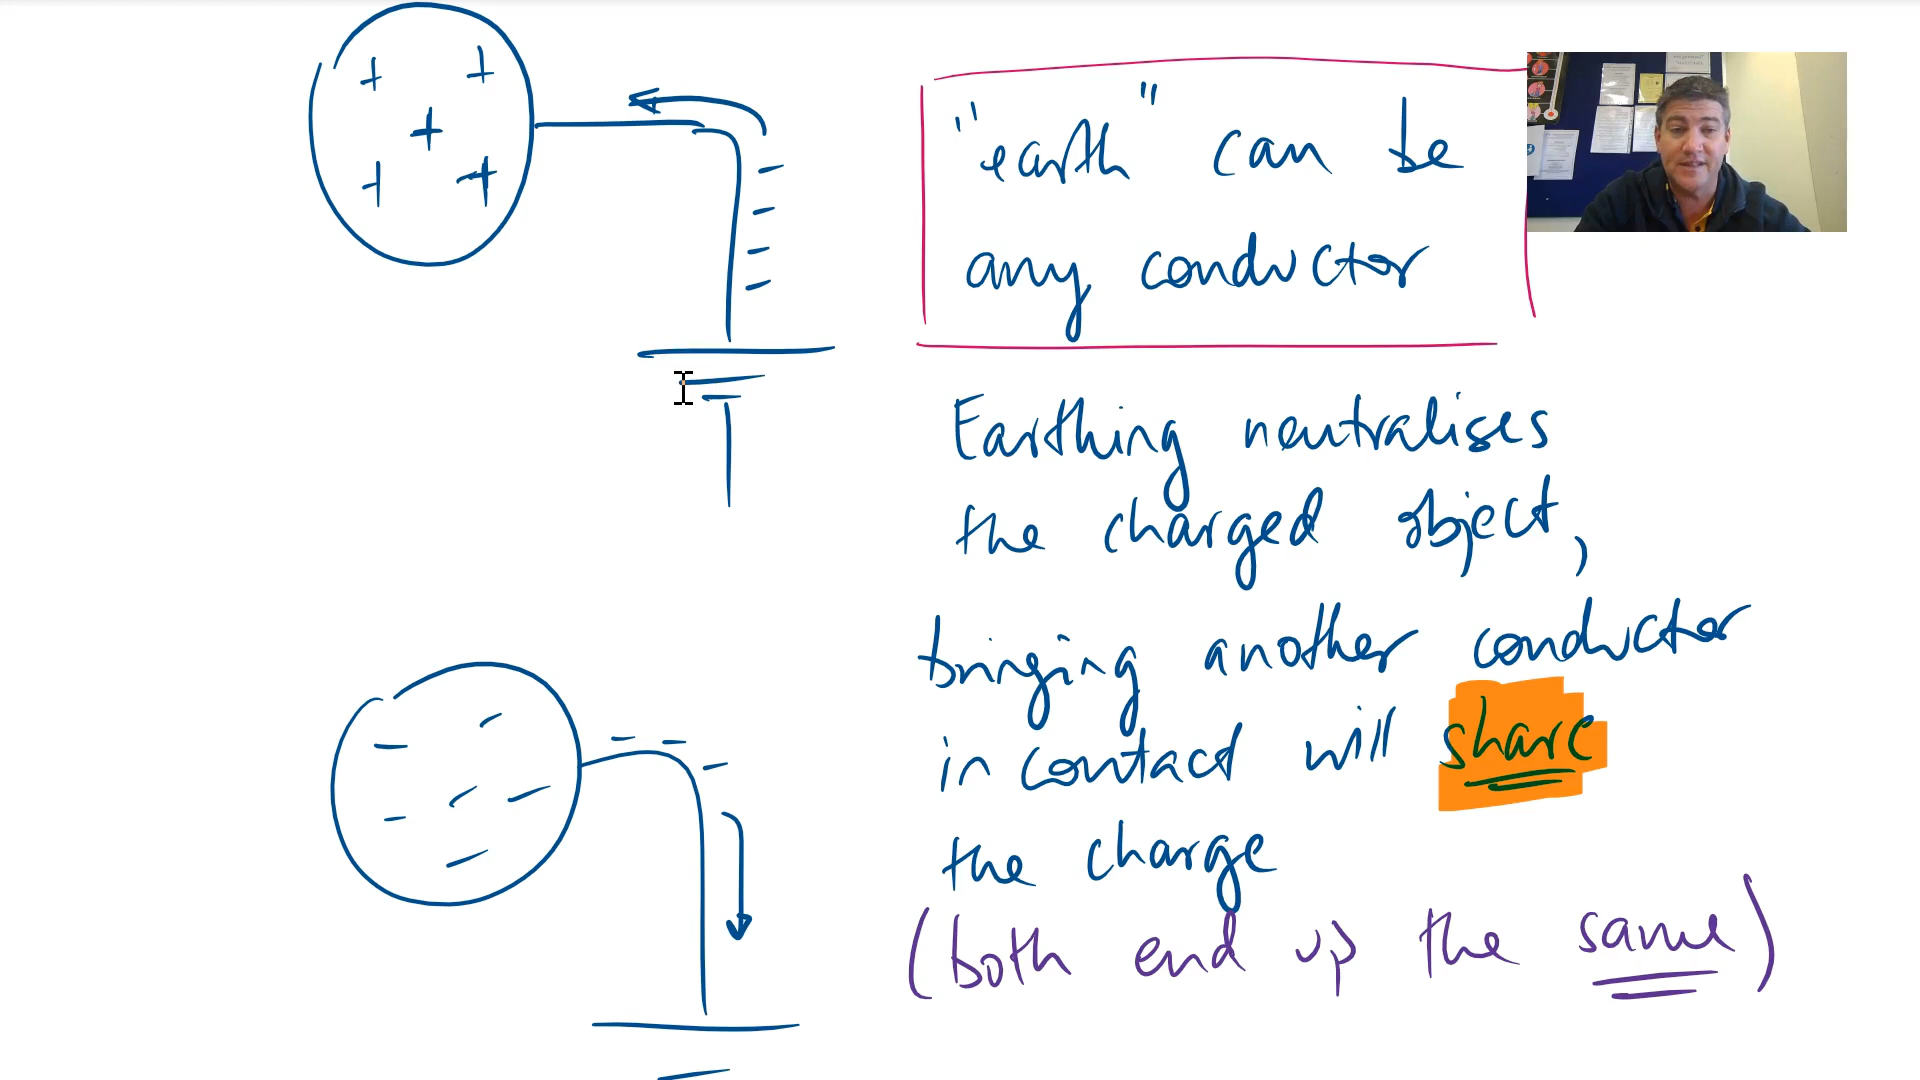 "earth" can be
any conductor
Earthing neutralises
the charged object,
bringing another conductor
in contact will share
the charge
(both end up the same)